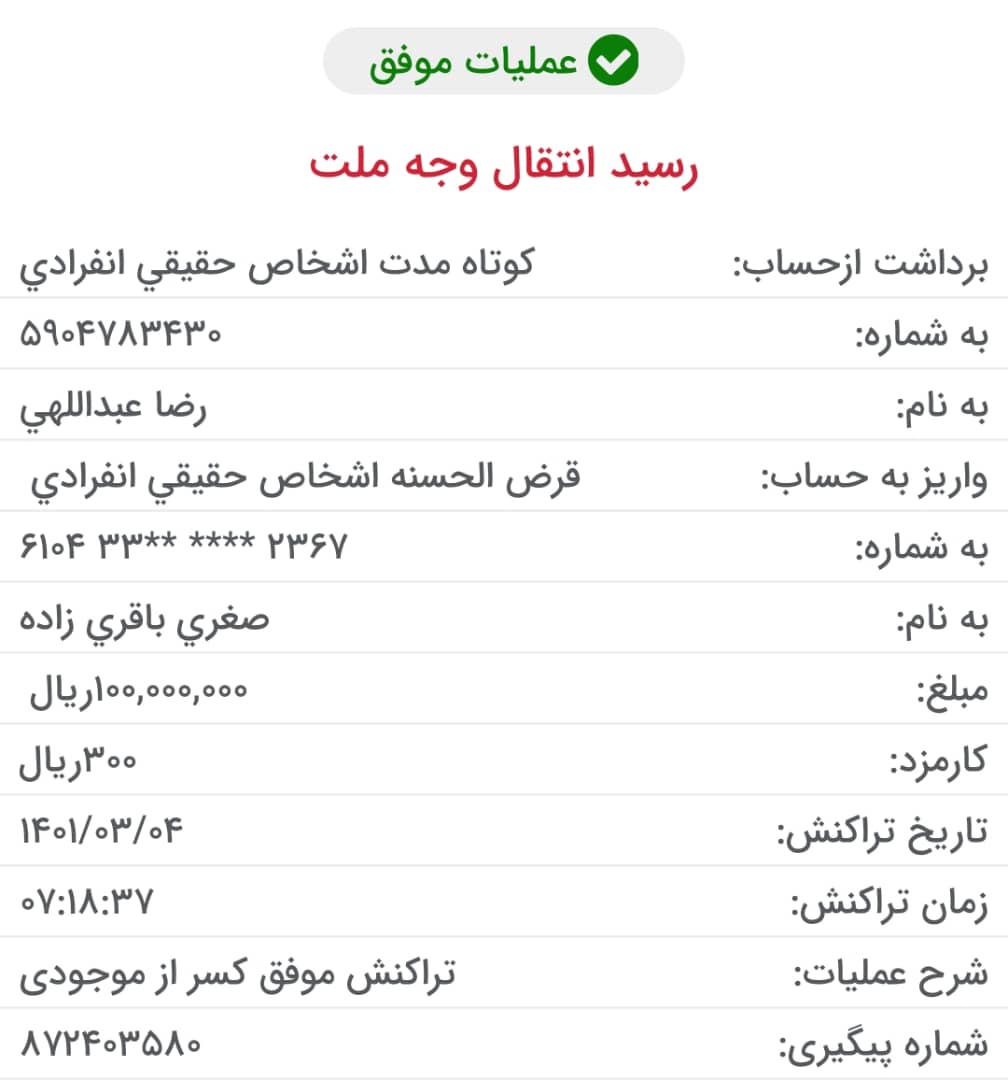 عملیات موفق
رسید انتقال وجه ملت
برداشت ازحساب: کوتاه مدت اشخاص حقيقي انفرادي
به شماره: ۵۹۰۴۷۸۳۴۳۰
به نام: رضا عبداللهي
واریز به حساب: قرض الحسنه اشخاص حقيقي انفرادي
به شماره: ۶۱۰۴ ۳۳** **** ۲۳۶۷
به نام: صغري باقري زاده
مبلغ: ۱۰۰,۰۰۰,۰۰۰ریال
کارمزد: ۳۰۰ریال
تاریخ تراکنش: ۱۴۰۱/۰۳/۰۴
زمان تراکنش: ۰۷:۱۸:۳۷
شرح عملیات: تراکنش موفق کسر از موجودی
شماره پیگیری: ۸۷۲۴۰۳۵۸۰